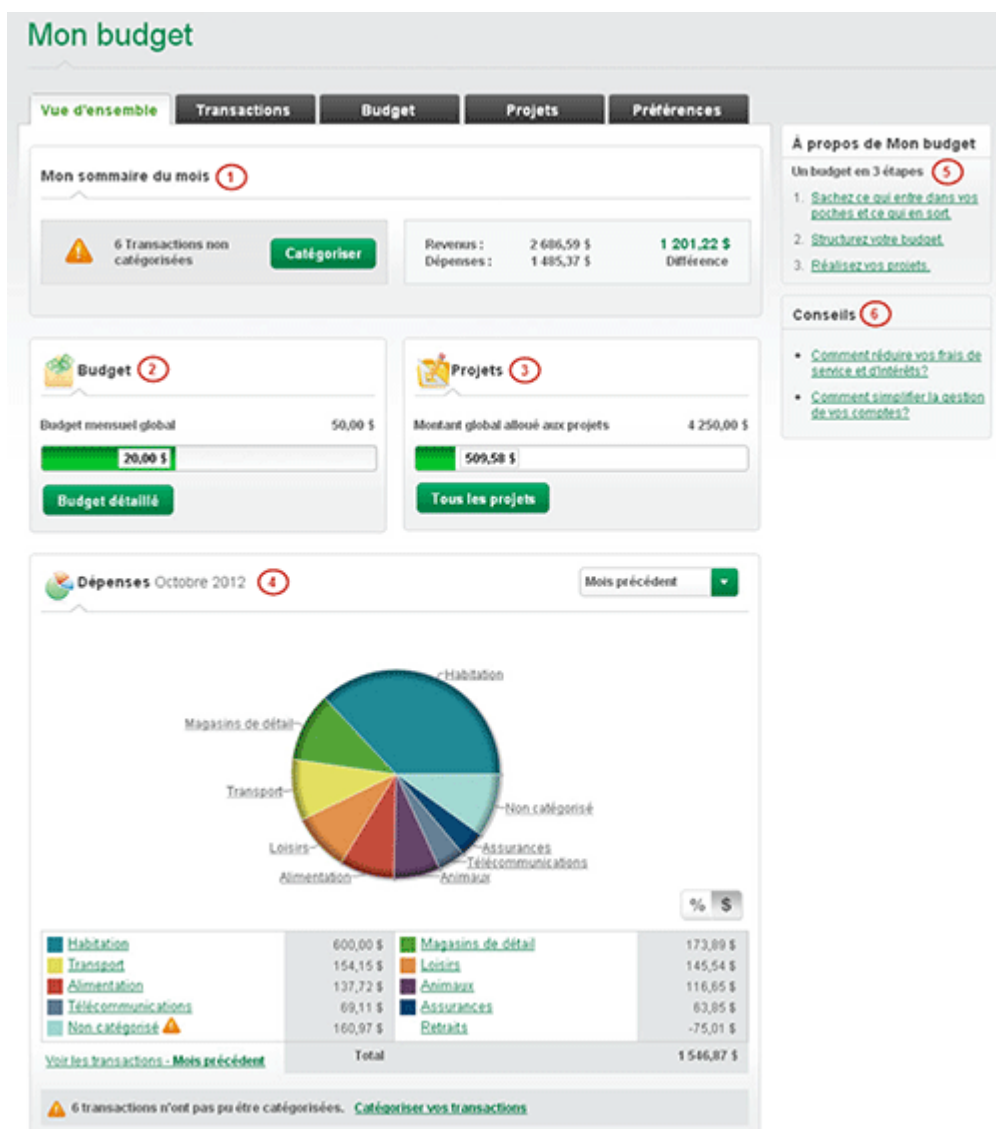 Mon budget
Vue d'ensemble
Transactions
Budget
Projets
Préférences
Mon sommaire du mois 1
6 Transactions non
catégorisées
Catégoriser
Revenus : 2 686,59 $
Dépenses : 1 485,37 $
1 201,22 $
Différence
Budget 2
Budget mensuel global 50,00 $
20,00 $
Budget détaillé
Projets 3
Montant global alloué aux projets 4 250,00 $
509,58 $
Tous les projets
À propos de Mon budget
Un budget en 3 étapes 5
1. Sachez ce qui entre dans vos
poches et ce qui en sort.
2. Structurez votre budget.
3. Réalisez vos projets.
Conseils 6
• Comment réduire vos frais de
service et d'intérêts?
• Comment simplifier la gestion
de vos comptes?
Dépenses Octobre 2012 4
Mois précédent
Habitation
Magasins de détail
Transport
Non catégorisé
Loisirs
Assurances
Télécommunications
Alimentation
Animaux
% $
Habitation 600,00 $ Magasins de détail 173,89 $
Transport 154,15 $ Loisirs 145,54 $
Alimentation 137,72 $ Animaux 116,65 $
Télécommunications 69,11 $ Assurances 63,85 $
Non catégorisé 160,97 $ Retraits -75,01 $
Voir les transactions - Mois précédent Total 1 546,87 $
6 transactions n'ont pas pu être catégorisées. Catégoriser vos transactions